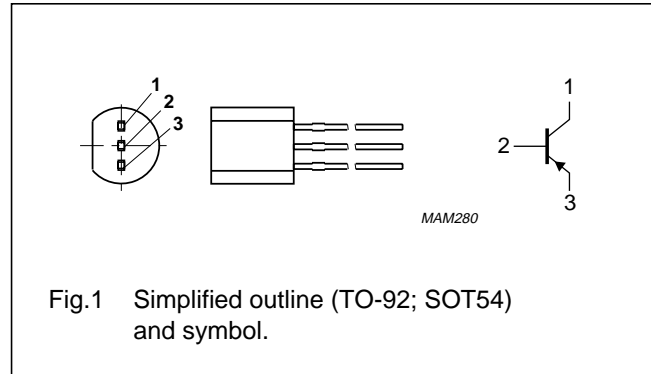 1
2
3
1
2
3
MAM280
Fig.1 Simplified outline (TO-92; SOT54)
and symbol.